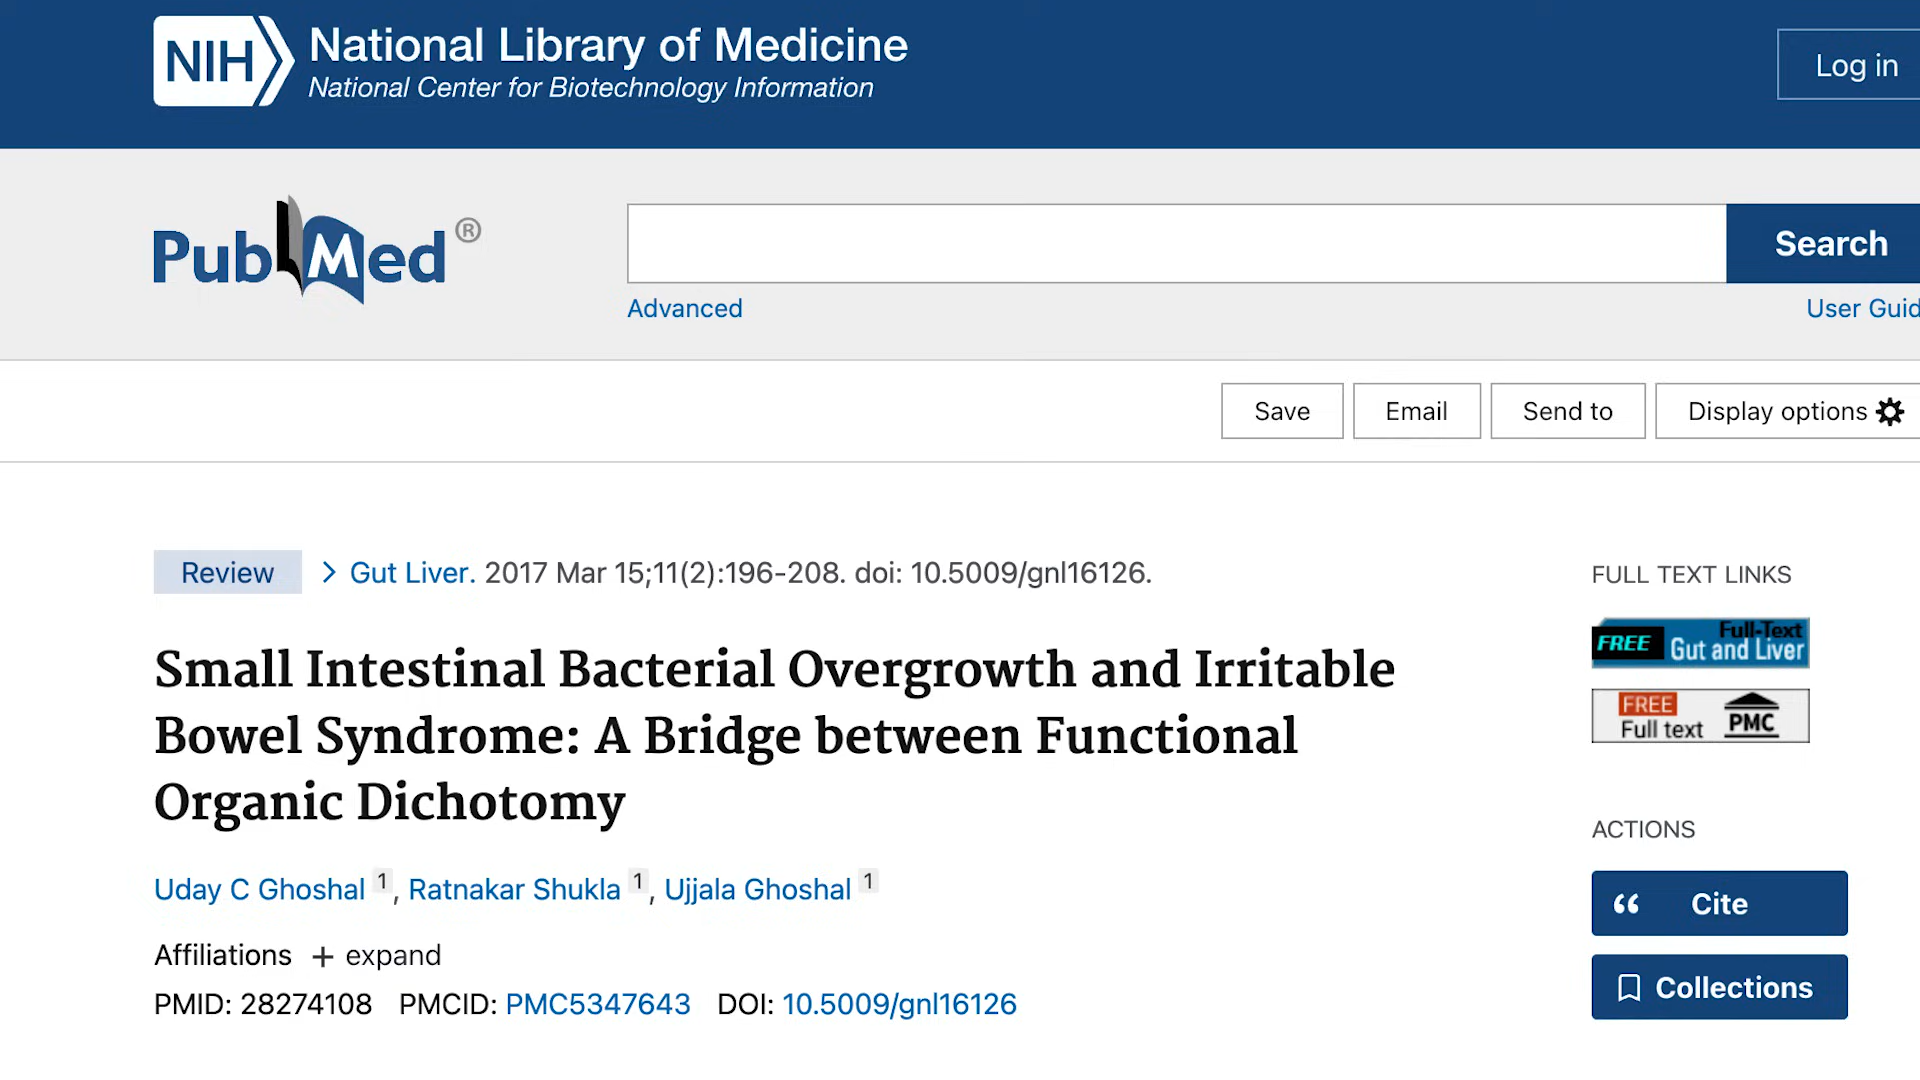 NIH National Library of Medicine
National Center for Biotechnology Information
Log in
PubMed®
Search
Advanced
User Guid
Save
Email
Send to
Display options
Review
Gut Liver. 2017 Mar 15;11(2):196-208. doi: 10.5009/gnl16126.
Small Intestinal Bacterial Overgrowth and Irritable
Bowel Syndrome: A Bridge between Functional
Organic Dichotomy
Uday C Ghoshal 1, Ratnakar Shukla 1, Ujjala Ghoshal 1
Affiliations + expand
PMID: 28274108 PMCID: PMC5347643 DOI: 10.5009/gnl16126
FULL TEXT LINKS
FREE Full-Text
Gut and Liver
FREE
Full text PMC
ACTIONS
Cite
Collections